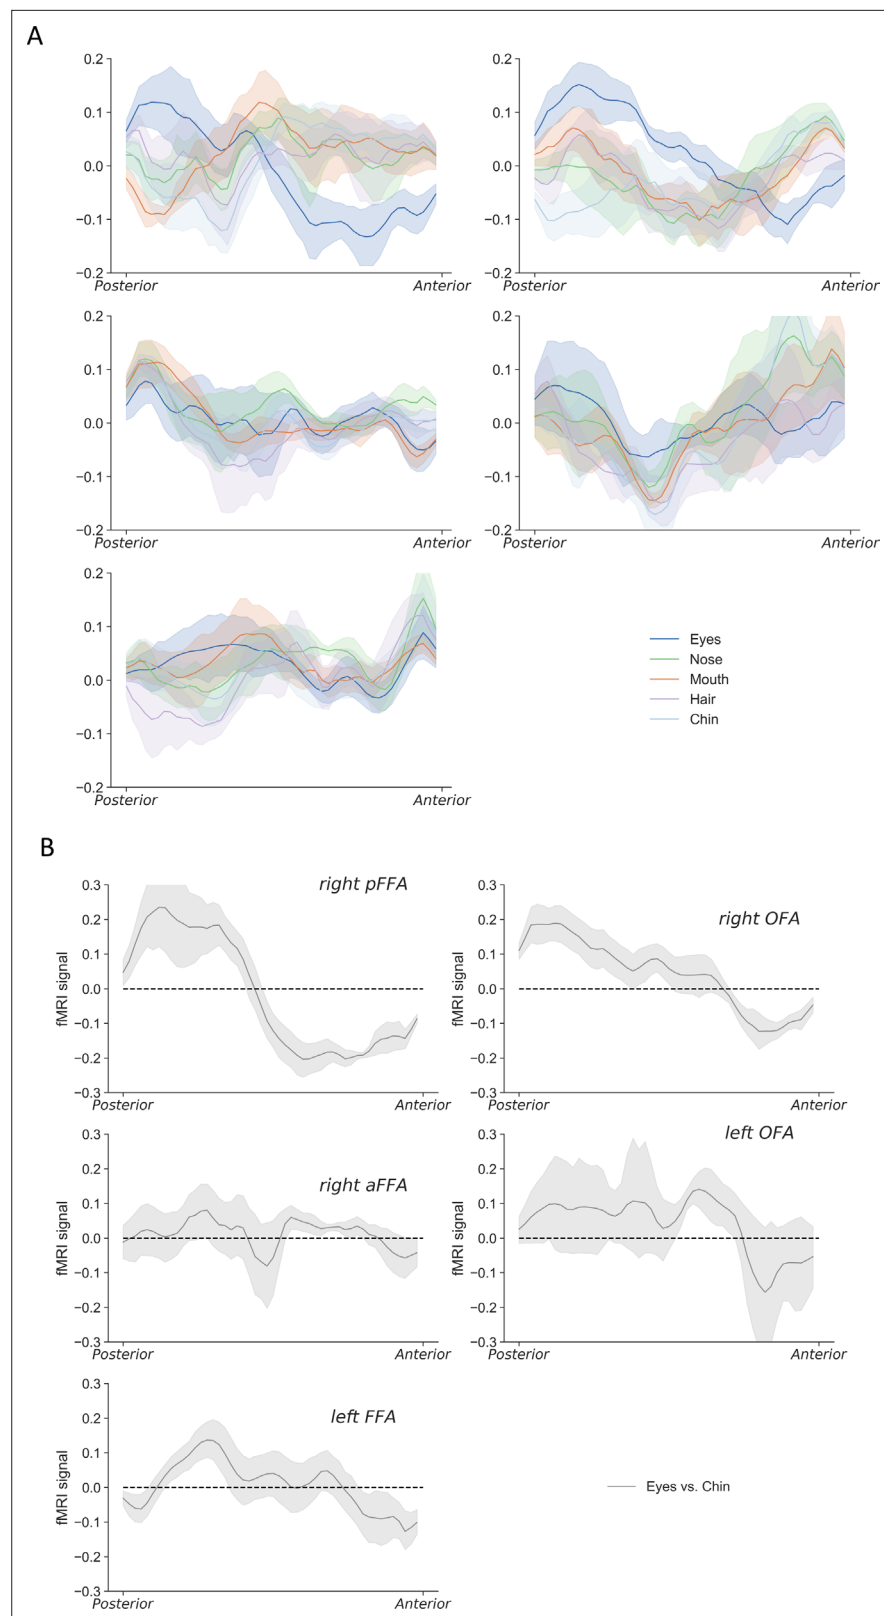 A
0.2
0.1
0.0
−0.1
−0.2
Posterior
Anterior
0.2
0.1
0.0
−0.1
−0.2
Posterior
Anterior
0.2
0.1
0.0
−0.1
−0.2
Posterior
Anterior
0.2
0.1
0.0
−0.1
−0.2
Posterior
Anterior
0.2
0.1
0.0
−0.1
−0.2
Posterior
Anterior
Eyes
Nose
Mouth
Hair
Chin
B
right pFFA
fMRI signal
0.3
0.2
0.1
0.0
−0.1
−0.2
−0.3
Posterior
Anterior
right OFA
fMRI signal
0.3
0.2
0.1
0.0
−0.1
−0.2
−0.3
Posterior
Anterior
right aFFA
fMRI signal
0.3
0.2
0.1
0.0
−0.1
−0.2
−0.3
Posterior
Anterior
left OFA
fMRI signal
0.3
0.2
0.1
0.0
−0.1
−0.2
−0.3
Posterior
Anterior
left FFA
fMRI signal
0.3
0.2
0.1
0.0
−0.1
−0.2
−0.3
Posterior
Anterior
Eyes vs. Chin